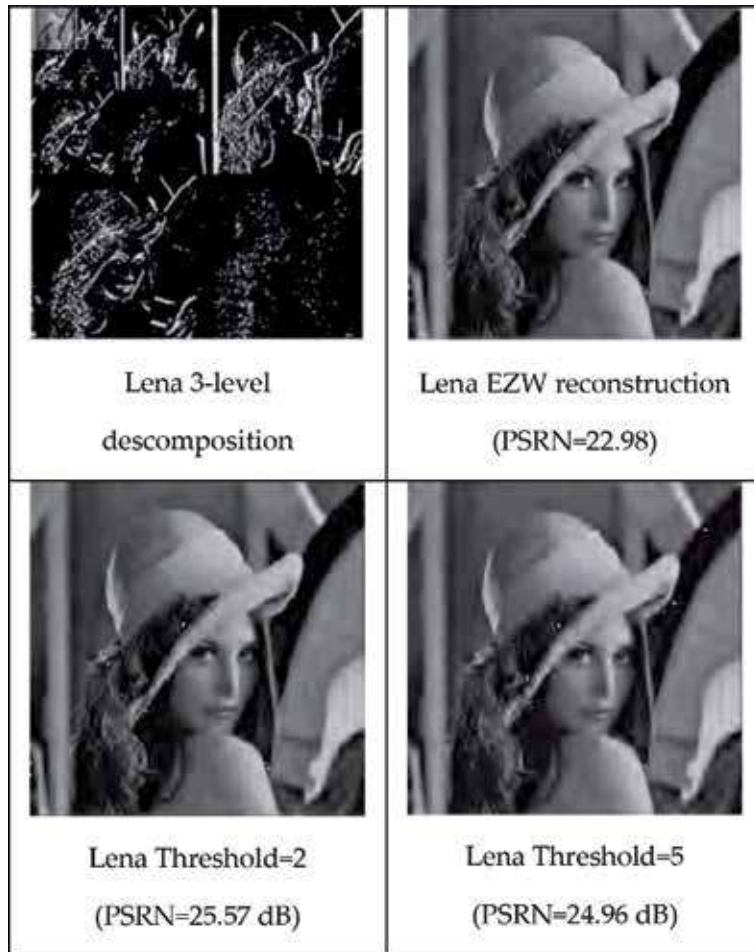 Lena 3-level
descomposition
Lena EZW reconstruction
(PSRN=22.98)
Lena Threshold=2
(PSRN=25.57 dB)
Lena Threshold=5
(PSRN=24.96 dB)